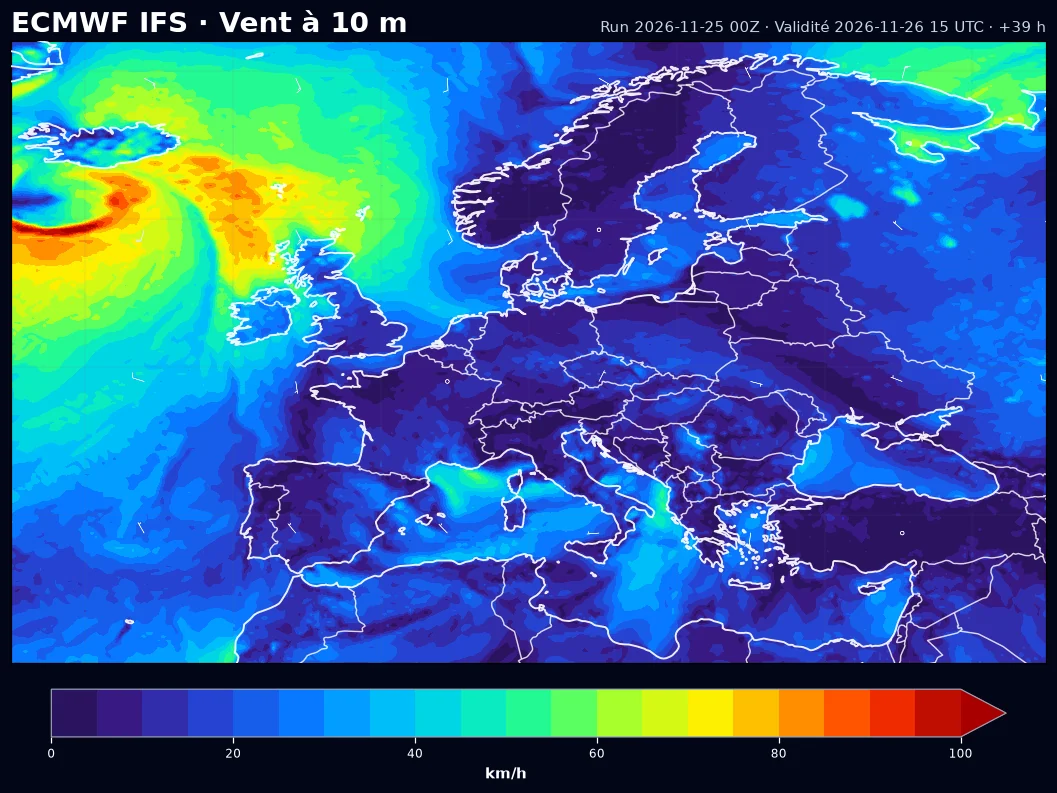 ECMWF IFS · Vent à 10 m
Run 2026-11-25 00Z · Validité 2026-11-26 15 UTC · +39 h
0 20 40 60 80 100
km/h